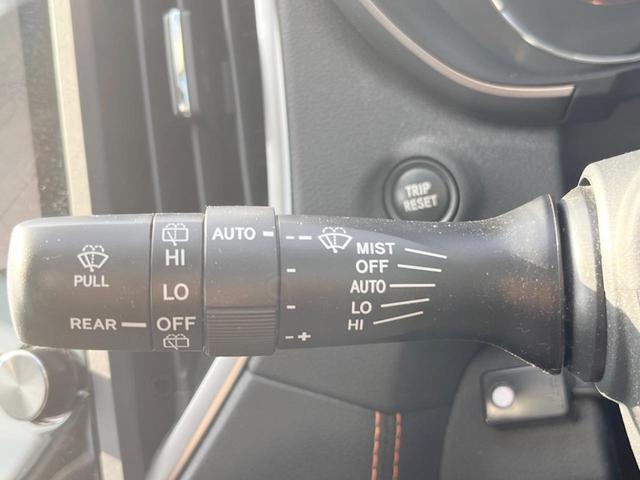 TRIP
RESET
PULL
REAR
HI
LO
OFF
AUTO
--
-
-
-+
MIST
OFF
AUTO
LO
HI